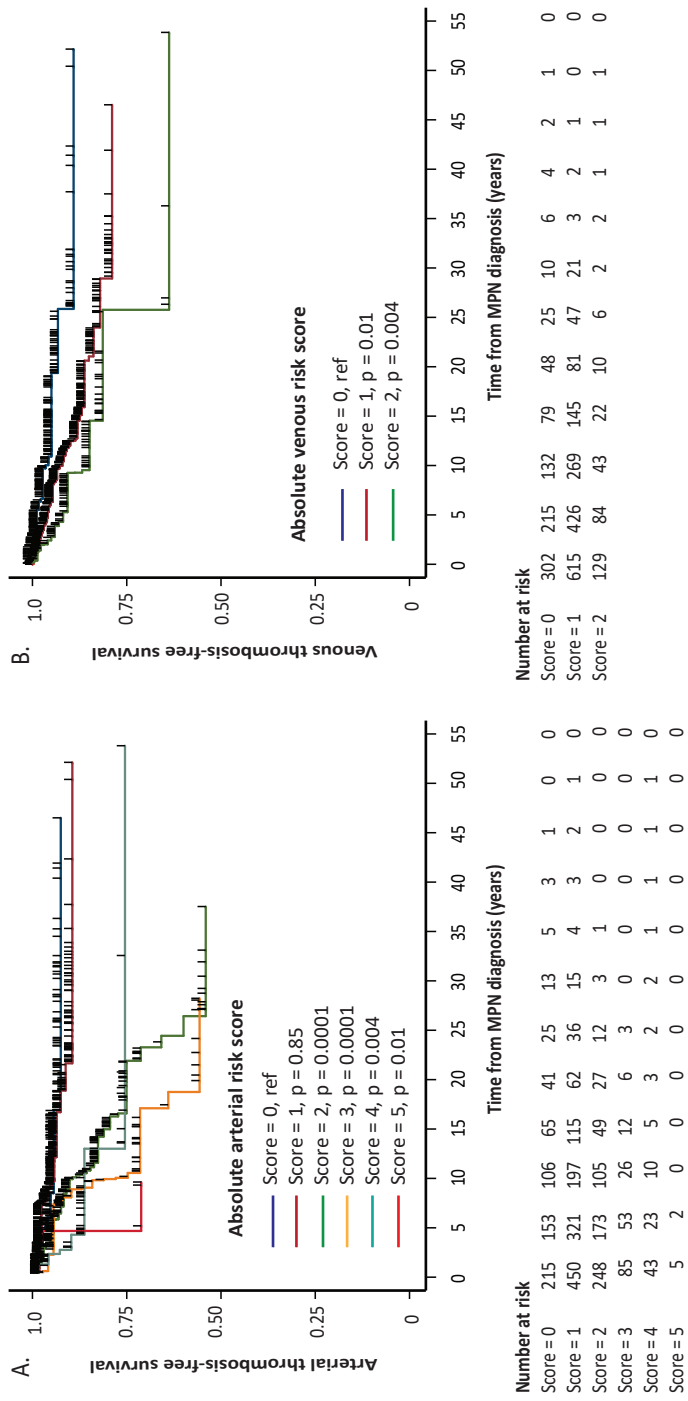 A.
Arterial thrombosis-free survival
1.0
0.75
0.50
0.25
0
Absolute arterial risk score
Score = 0, ref
Score = 1, p = 0.85
Score = 2, p = 0.0001
Score = 3, p = 0.0001
Score = 4, p = 0.004
Score = 5, p = 0.01
0 5 10 15 20 25 30 35 40 45 50 55
Time from MPN diagnosis (years)
Number at risk
Score = 0 215 153 106 65 41 25 13 5 3 1 0 0
Score = 1 450 321 197 115 62 36 15 4 3 2 1 0
Score = 2 248 173 105 49 27 12 3 1 0 0 0 0
Score = 3 85 53 26 12 6 3 0 0 0 0 0 0
Score = 4 43 23 10 5 3 2 2 1 1 1 1 0
Score = 5 5 2 0 0 0 0 0 0 0 0 0 0
B.
Venous thrombosis-free survival
1.0
0.75
0.50
0.25
0
Absolute venous risk score
Score = 0, ref
Score = 1, p = 0.01
Score = 2, p = 0.004
0 5 10 15 20 25 30 35 40 45 50 55
Time from MPN diagnosis (years)
Number at risk
Score = 0 302 215 132 79 48 25 10 6 4 2 1 0
Score = 1 615 426 269 145 81 47 21 3 2 1 0 0
Score = 2 129 84 43 22 10 6 2 2 1 1 1 0